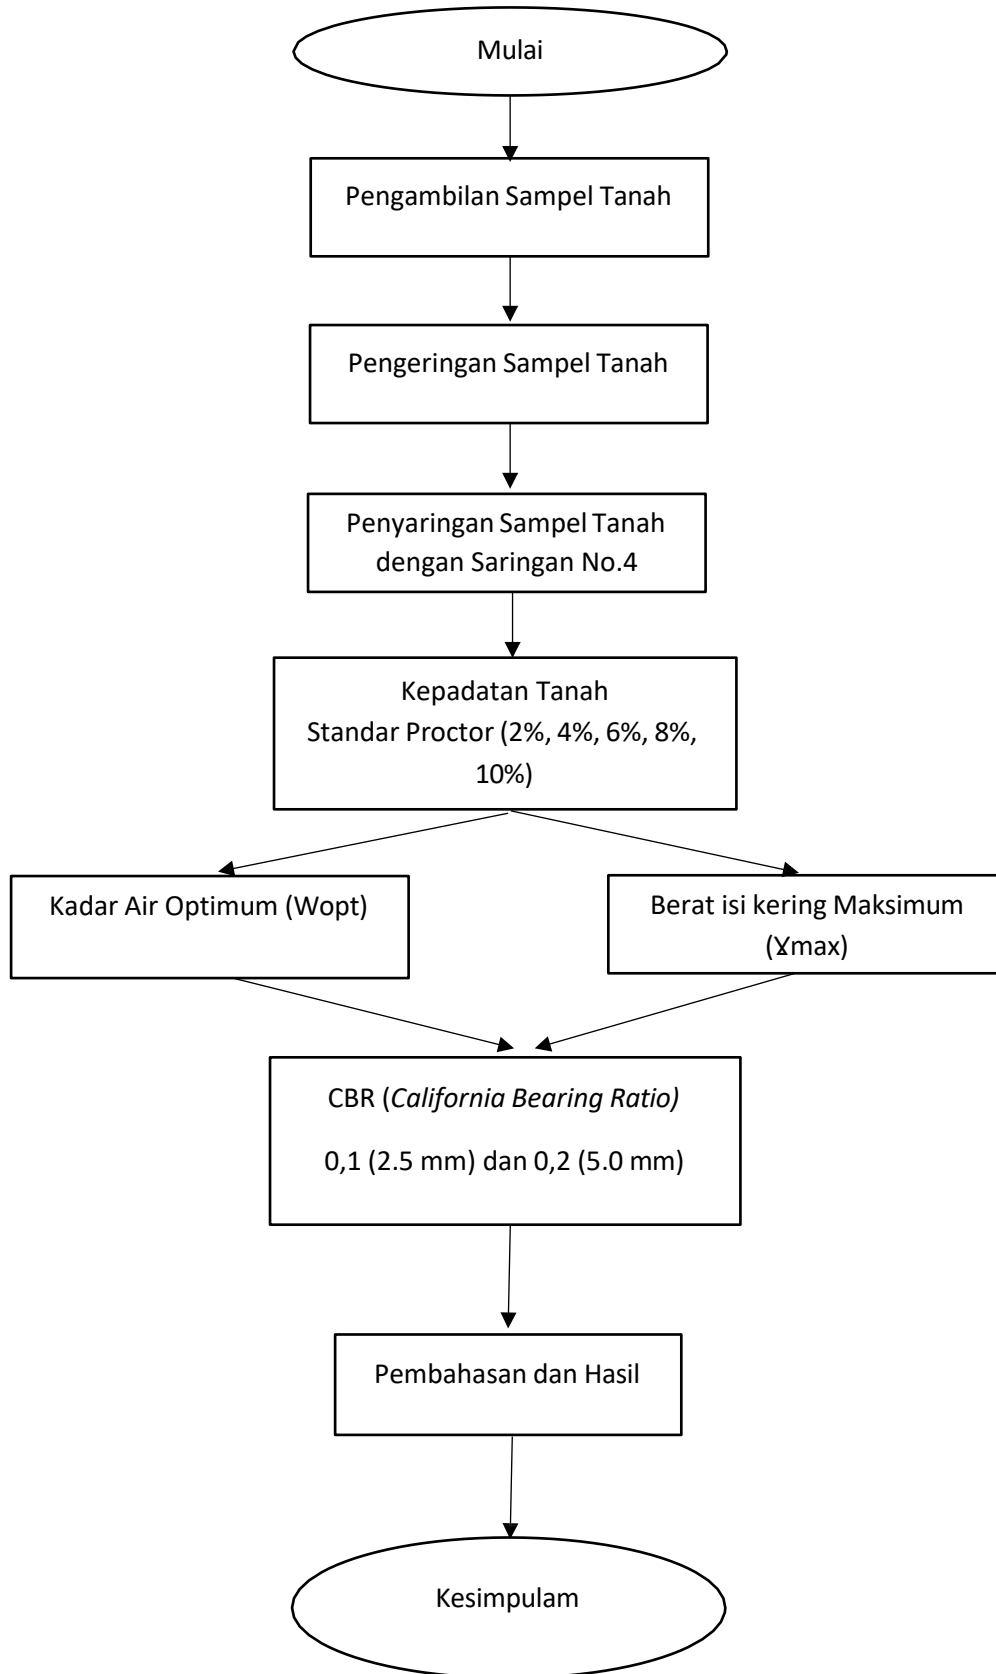 Mulai
Pengambilan Sampel Tanah
Pengeringan Sampel Tanah
Penyaringan Sampel Tanah
dengan Saringan No.4
Kepadatan Tanah
Standar Proctor (2%, 4%, 6%, 8%,
10%)
Kadar Air Optimum (Wopt)
Berat isi kering Maksimum
(Ɣmax)
CBR (California Bearing Ratio)
0,1 (2.5 mm) dan 0,2 (5.0 mm)
Pembahasan dan Hasil
Kesimpulam